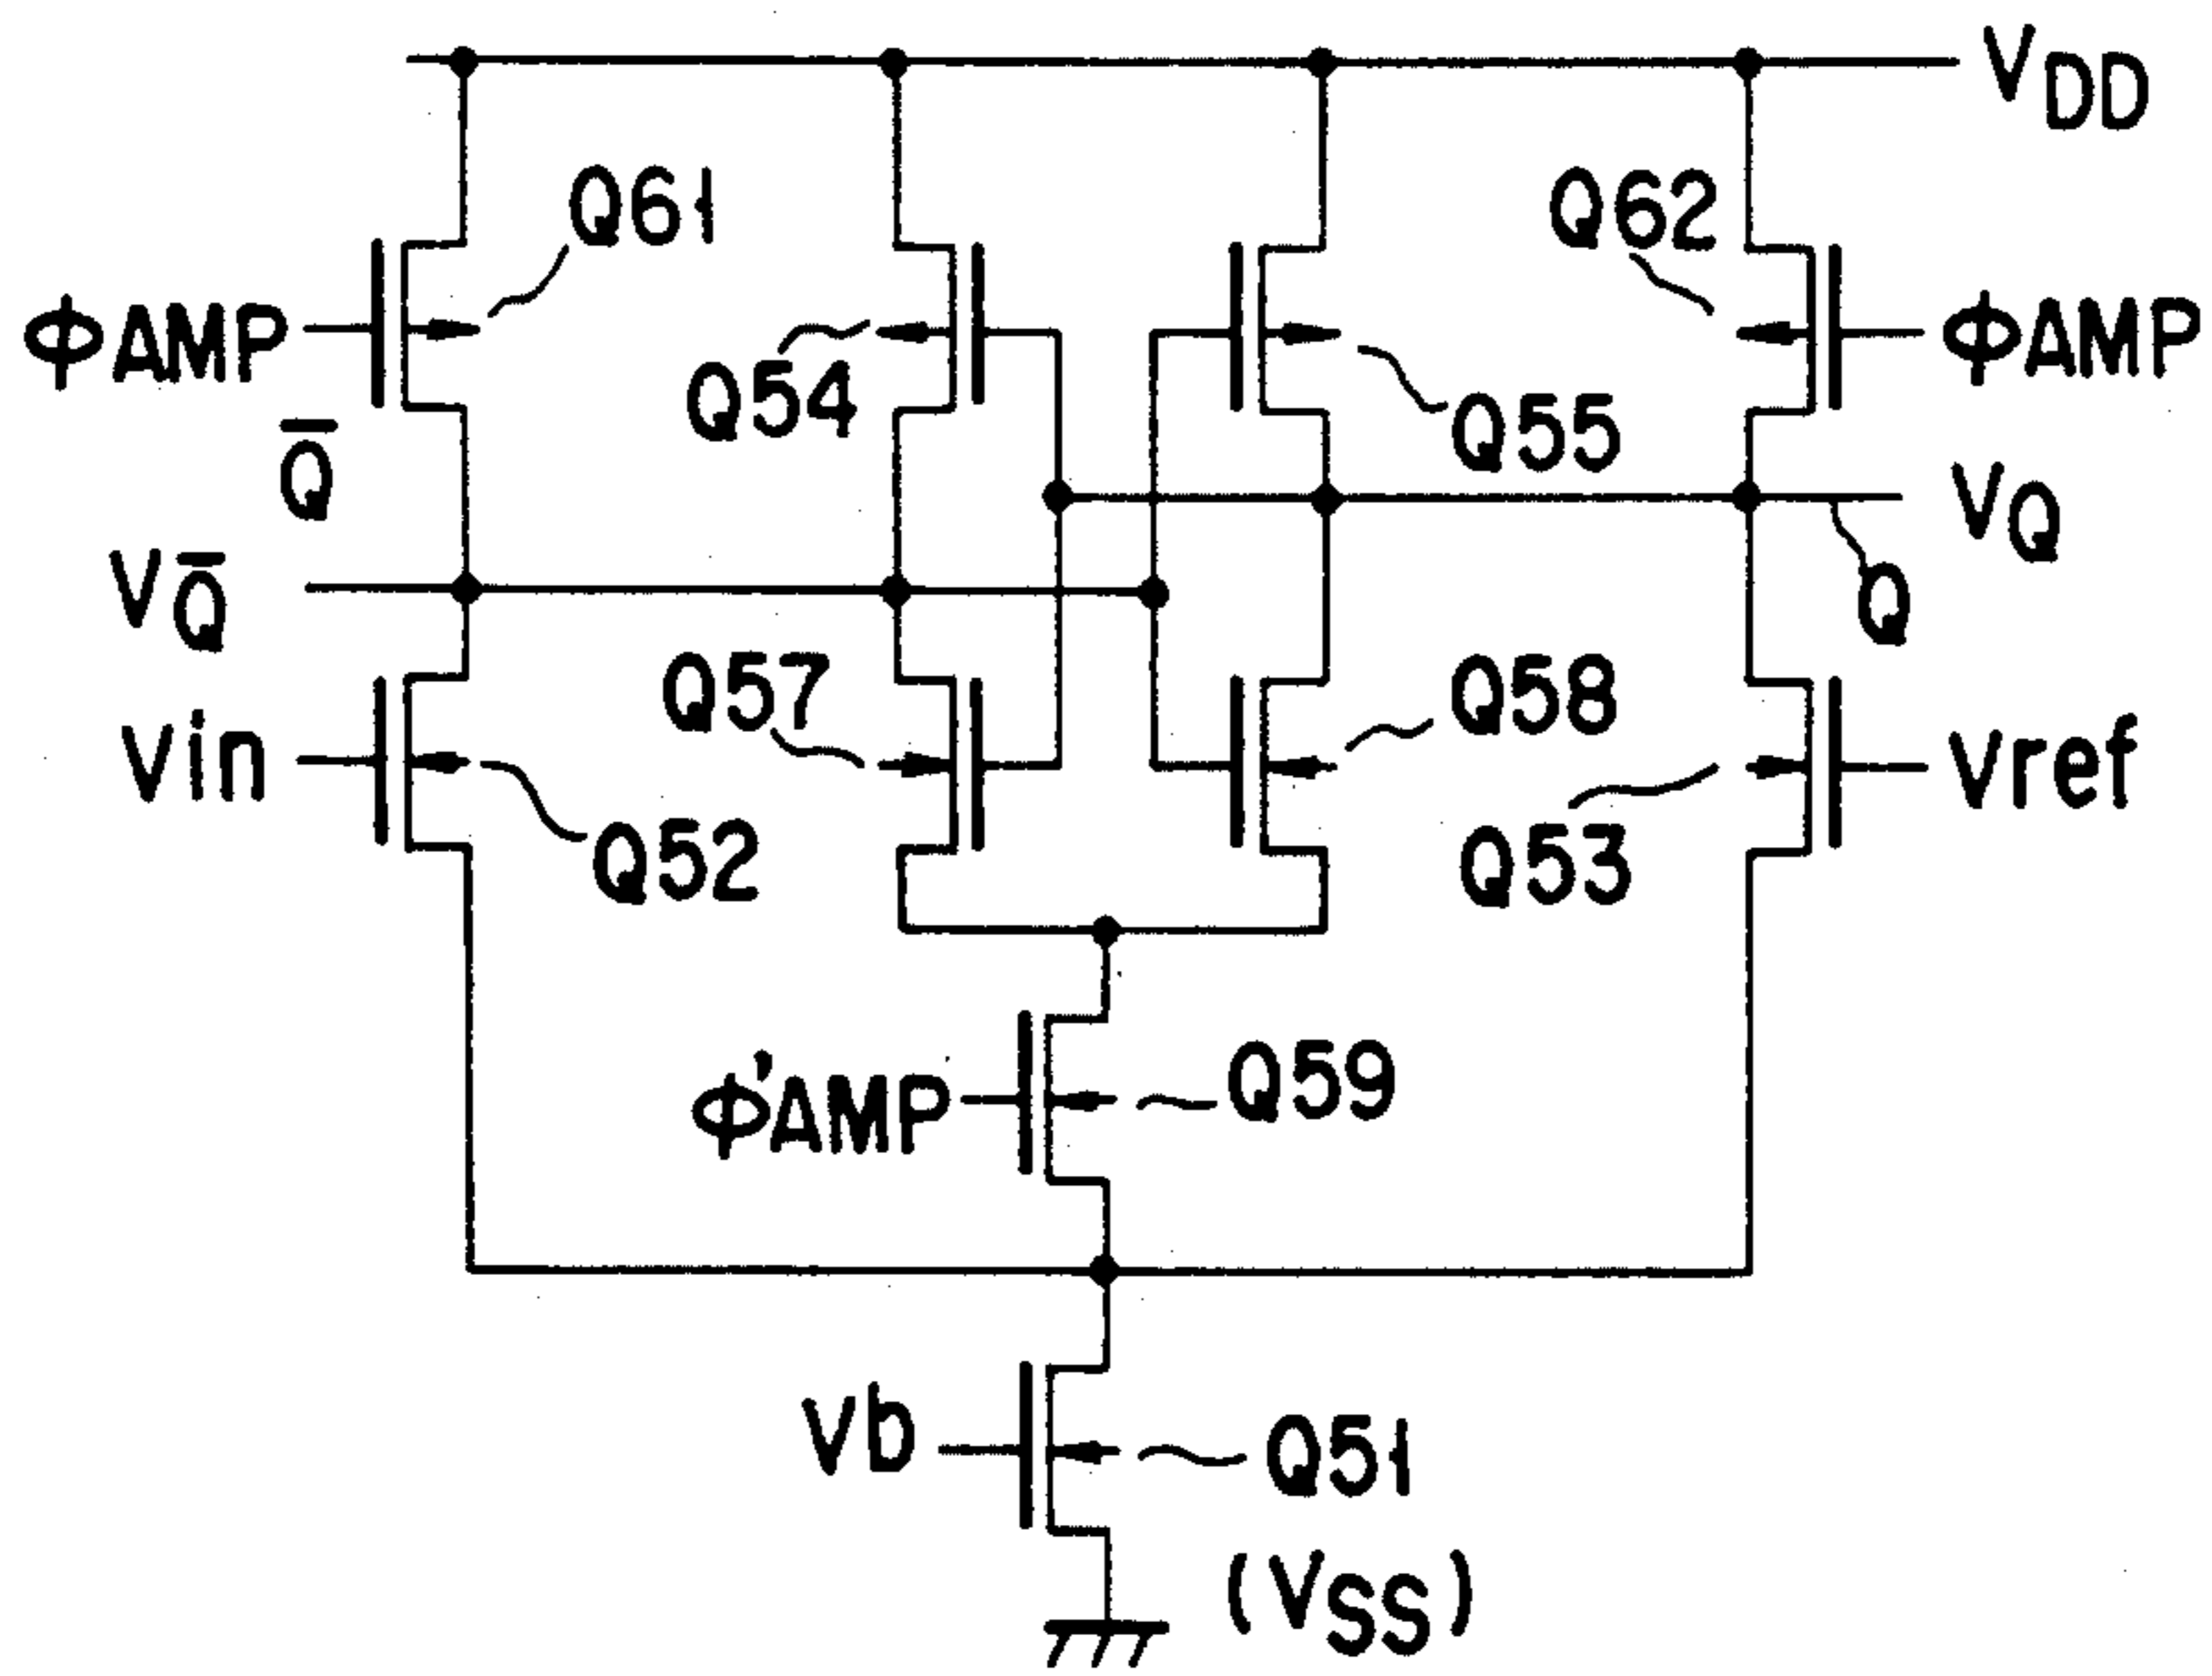 VDD
Q61
Q62
ΦAMP
Q54
ΦAMP
Q55
Q̅
VQ
VQ̅
Q
Q57
Q58
Vin
Vref
Q52
Q53
Φ'AMP
Q59
Vb
Q51
(VSS)